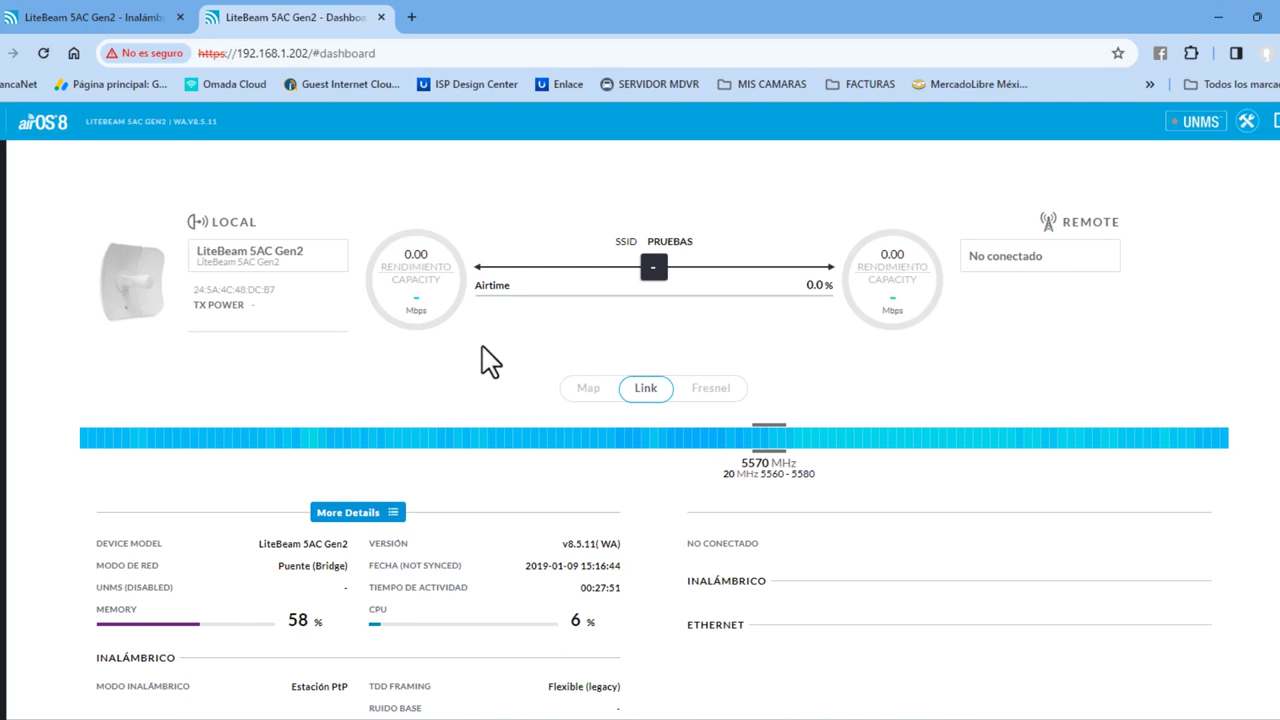 LiteBeam 5AC Gen2 - Inalámb
LiteBeam 5AC Gen2 - Dashboa
No es seguro
https://192.168.1.202/#dashboard
ancaNet
Página principal: G...
Omada Cloud
Guest Internet Clou...
ISP Design Center
Enlace
SERVIDOR MDVR
MIS CAMARAS
FACTURAS
MercadoLibre Méxi...
»
Todos los marca
airOS 8
LITEBEAM 5AC GEN2 | WA.V8.5.11
UNMS
LOCAL
REMOTE
LiteBeam 5AC Gen2
LiteBeam 5AC Gen2
24:5A:4C:48:DC:B7
TX POWER -
0.00
RENDIMIENTO
CAPACITY
-
Mbps
SSID PRUEBAS
-
Airtime 0.0 %
0.00
RENDIMIENTO
CAPACITY
-
Mbps
No conectado
Map
Link
Fresnel
5570 MHz
20 MHz 5560 - 5580
More Details
DEVICE MODEL LiteBeam 5AC Gen2
MODO DE RED Puente (Bridge)
UNMS (DISABLED) -
MEMORY 58 %
VERSIÓN v8.5.11( WA)
FECHA (NOT SYNCED) 2019-01-09 15:16:44
TIEMPO DE ACTIVIDAD 00:27:51
CPU 6 %
INALÁMBRICO
MODO INALÁMBRICO Estación PtP
TDD FRAMING Flexible (legacy)
RUIDO BASE -
NO CONECTADO
INALÁMBRICO
ETHERNET